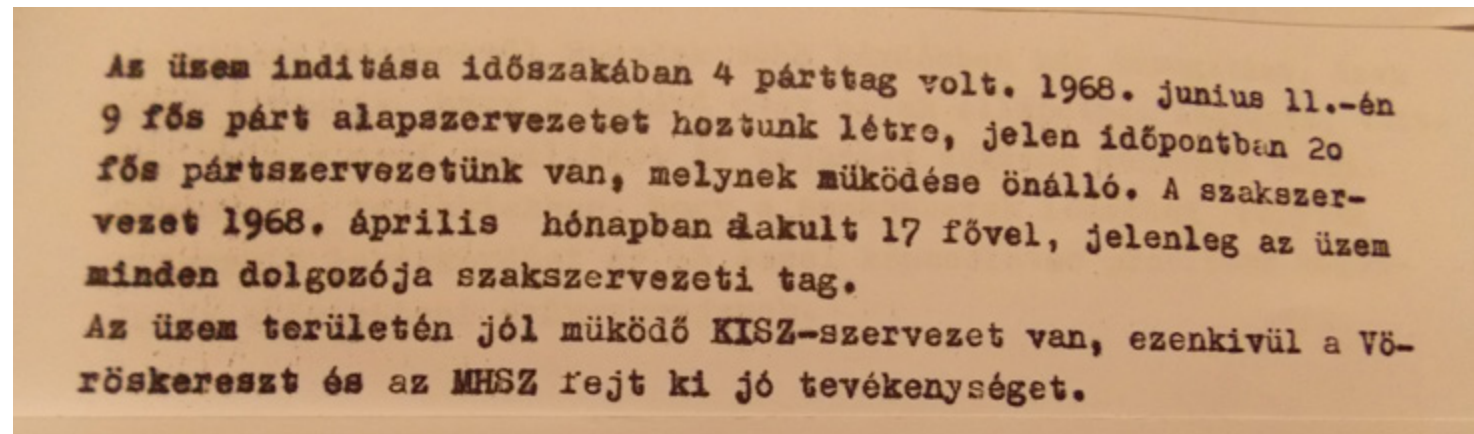 Az üzem inditása időszakában 4 párttag volt. 1968. junius 11.-én
9 fős párt alapszervezetet hoztunk létre, jelen időpontban 2o
fős pártszervezetünk van, melynek müködése önálló. A szakszer-
vezet 1968. április hónapban alakult 17 fővel, jelenleg az üzem
minden dolgozója szakszervezeti tag.
Az üzem területén jól müködő KISZ-szervezet van, ezenkivül a Vö-
röskereszt és az MHSZ fejt ki jó tevékenységet.